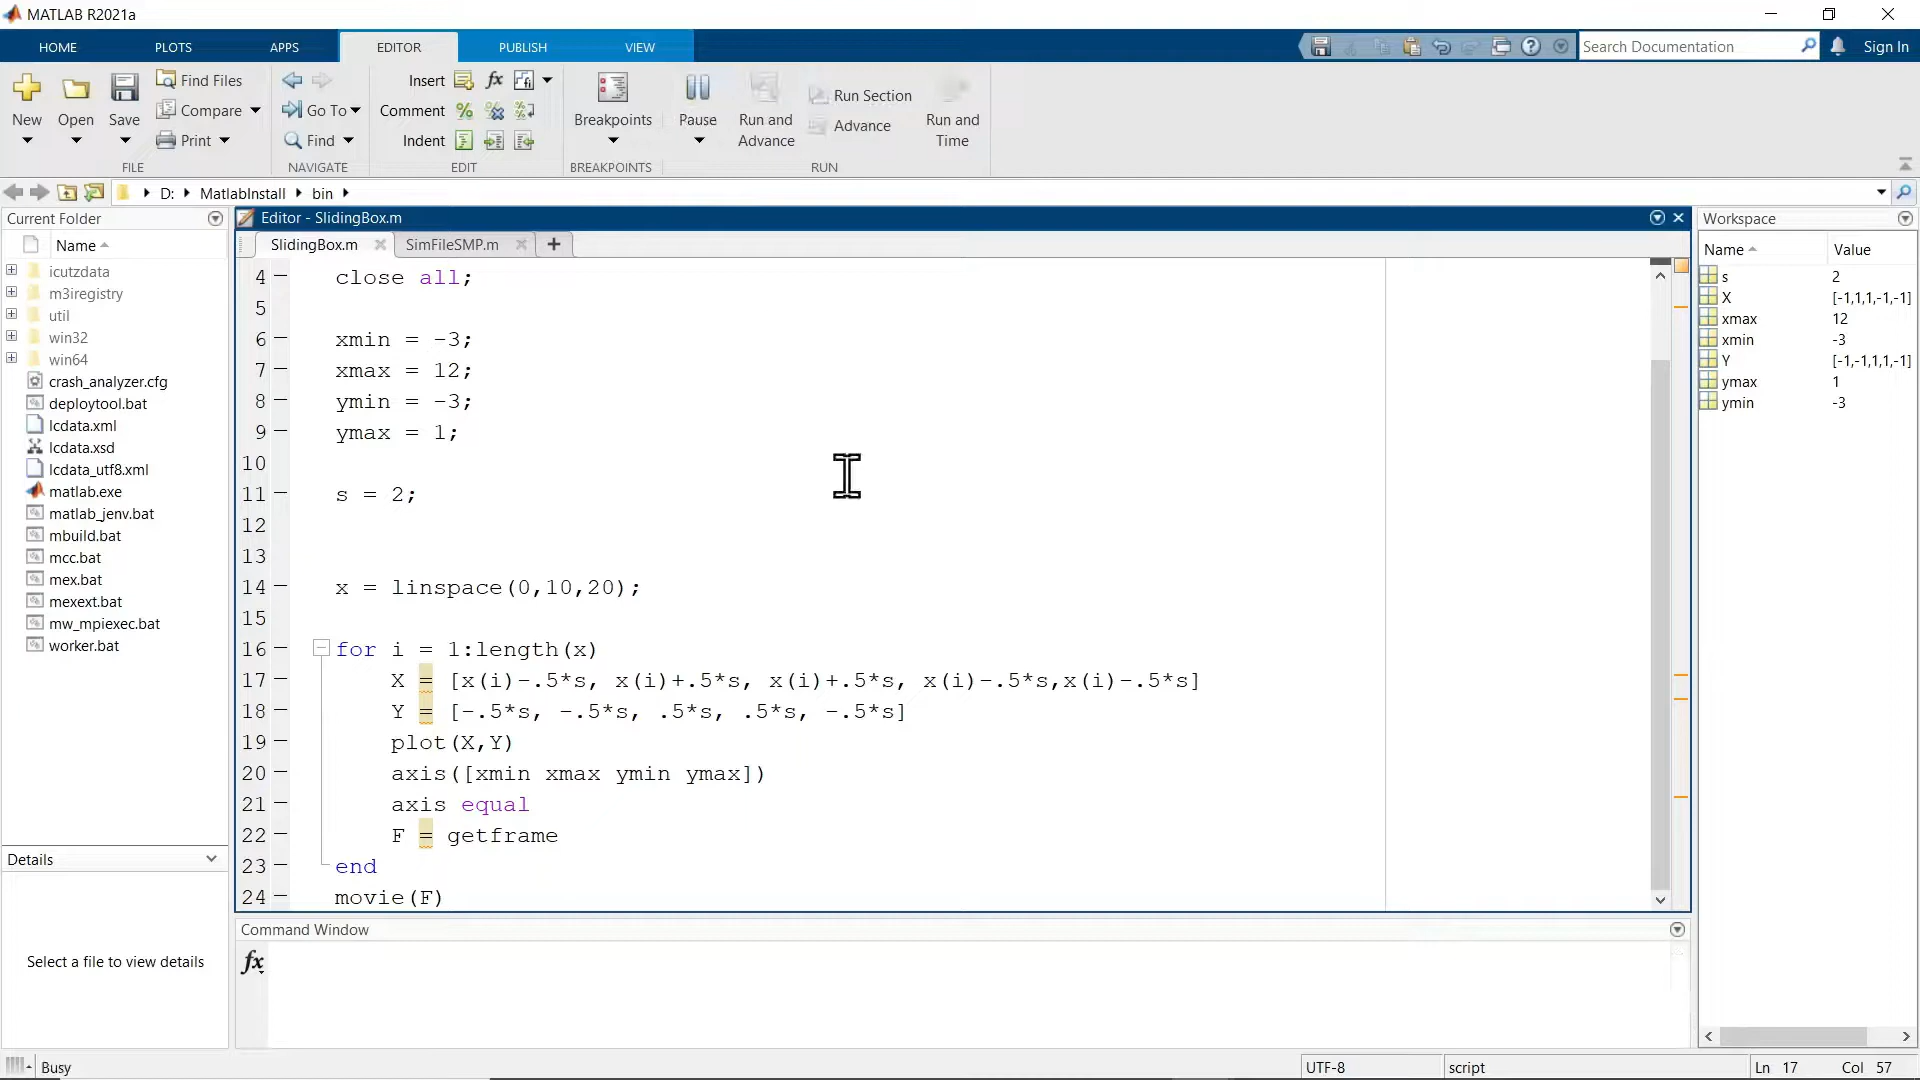 MATLAB R2021a
HOME PLOTS APPS EDITOR PUBLISH VIEW
Search Documentation
Sign In
New
Open
Save
Find Files
Compare
Print
FILE
Go To
Find
NAVIGATE
Insert fx fi
Comment % %
Indent
EDIT
Breakpoints
BREAKPOINTS
Pause
Run and Advance
Run Section
Advance
Run and Time
RUN
D: MatlabInstall bin
Current Folder
Name
icutzdata
m3iregistry
util
win32
win64
crash_analyzer.cfg
deploytool.bat
lcdata.xml
lcdata.xsd
lcdata_utf8.xml
matlab.exe
matlab_jenv.bat
mbuild.bat
mcc.bat
mex.bat
mexext.bat
mw_mpiexec.bat
worker.bat
Details
Select a file to view details
Editor - SlidingBox.m
SlidingBox.m SimFileSMP.m
4 close all;
5
6 xmin = -3;
7 xmax = 12;
8 ymin = -3;
9 ymax = 1;
10
11 s = 2;
12
13
14 x = linspace(0,10,20);
15
16 for i = 1:length(x)
17 X = [x(i)-.5*s, x(i)+.5*s, x(i)+.5*s, x(i)-.5*s,x(i)-.5*s]
18 Y = [-.5*s, -.5*s, .5*s, .5*s, -.5*s]
19 plot(X,Y)
20 axis([xmin xmax ymin ymax])
21 axis equal
22 F = getframe
23 end
24 movie(F)
Command Window
fx
Workspace
Name Value
s 2
X [-1,1,1,-1,-1]
xmax 12
xmin -3
Y [-1,-1,1,1,-1]
ymax 1
ymin -3
Busy
UTF-8 script Ln 17 Col 57